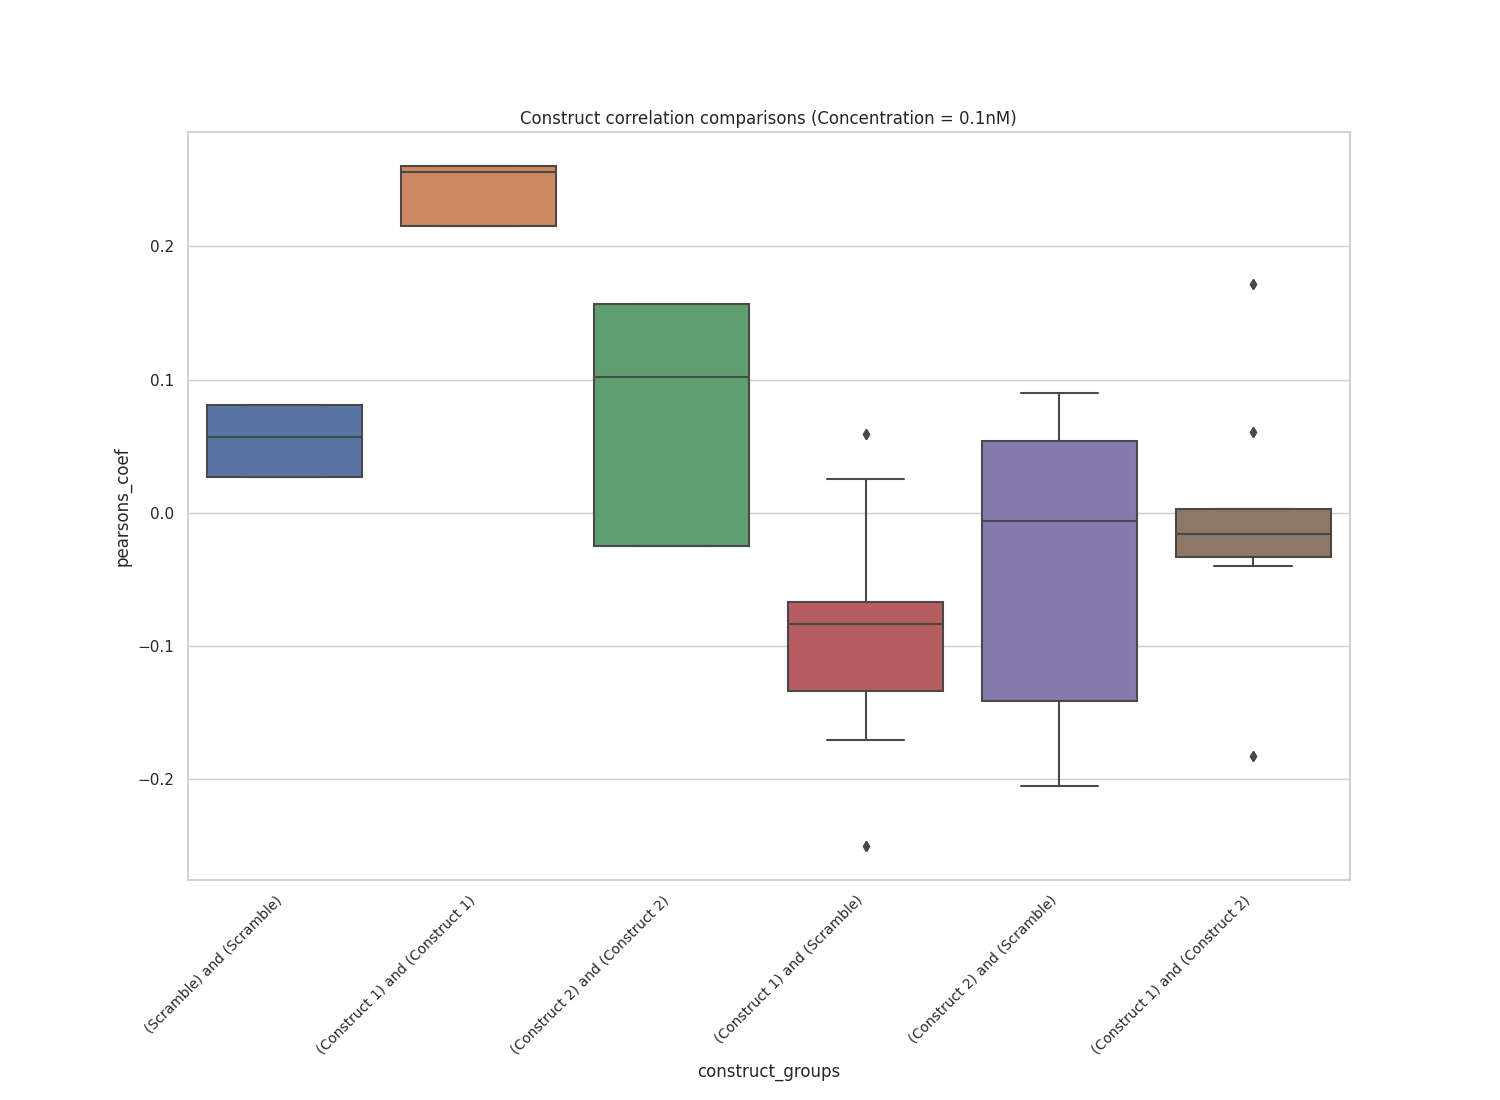 Construct correlation comparisons (Concentration = 0.1nM)
pearsons_coef
0.2
0.1
0.0
−0.1
−0.2
(Scramble) and (Scramble)
(Construct 1) and (Construct 1)
(Construct 2) and (Construct 2)
(Construct 1) and (Scramble)
(Construct 2) and (Scramble)
(Construct 1) and (Construct 2)
construct_groups